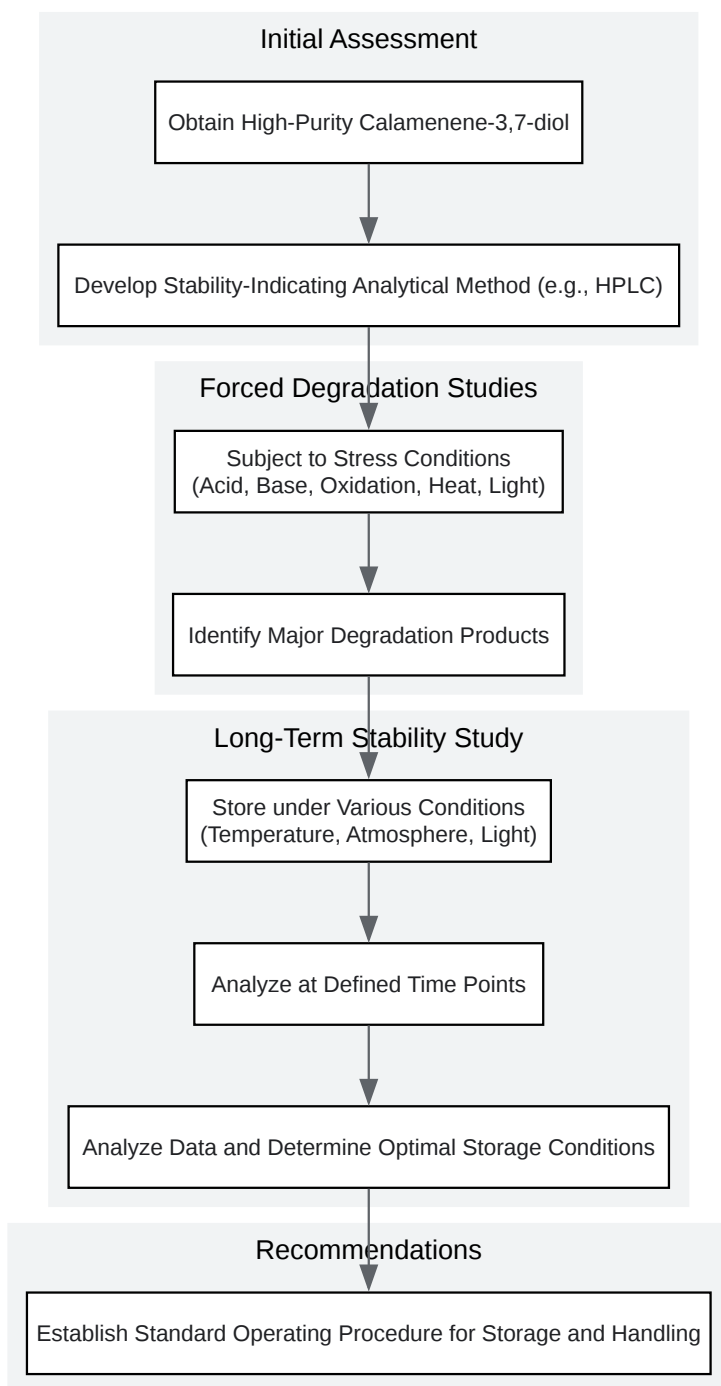 Initial Assessment
Obtain High-Purity Calamenene-3,7-diol
Develop Stability-Indicating Analytical Method (e.g., HPLC)
Forced Degradation Studies
Subject to Stress Conditions
(Acid, Base, Oxidation, Heat, Light)
Identify Major Degradation Products
Long-Term Stability Study
Store under Various Conditions
(Temperature, Atmosphere, Light)
Analyze at Defined Time Points
Analyze Data and Determine Optimal Storage Conditions
Recommendations
Establish Standard Operating Procedure for Storage and Handling